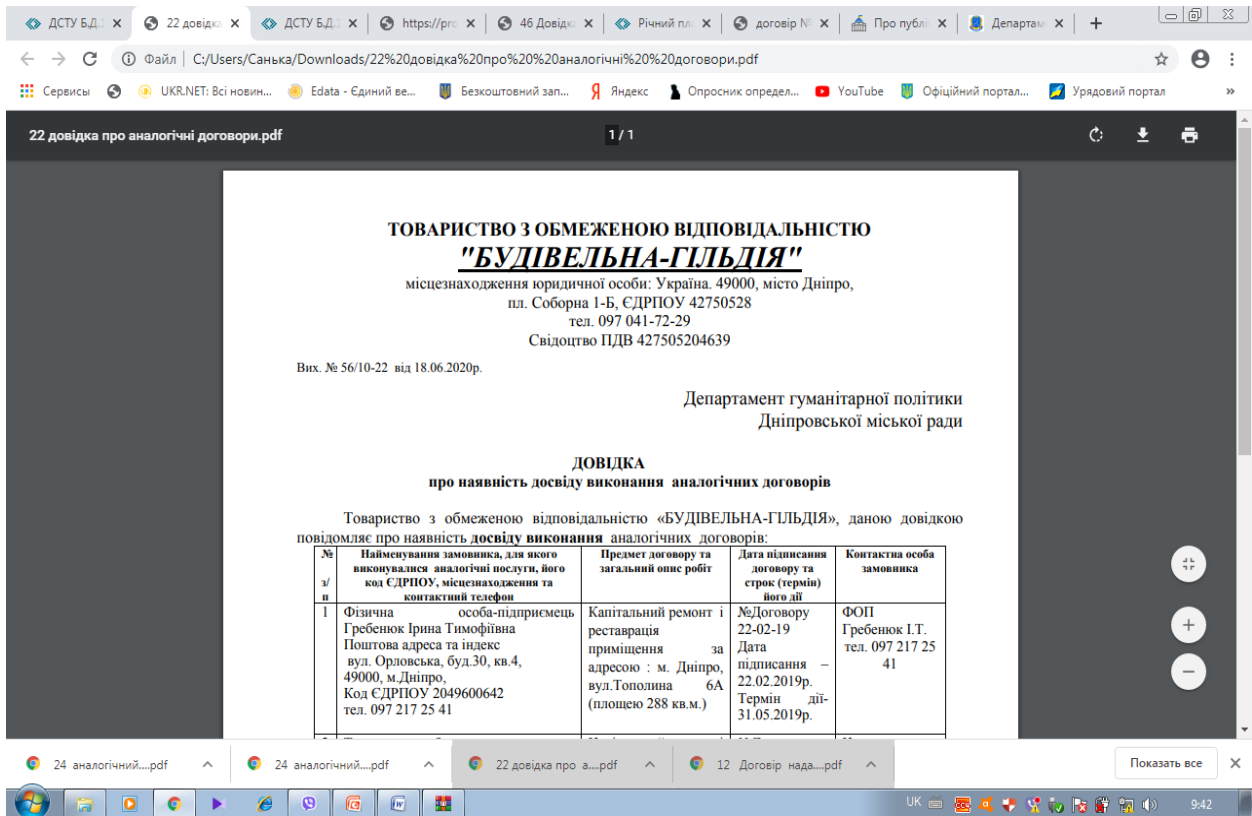 ДСТУ Б.Д.
22 довідка
ДСТУ Б.Д.
https://pro
46 Довідка
Річний пла
договір №
Про публі
Департам
Файл | C:/Users/Санька/Downloads/22%20довідка%20про%20%20аналогічні%20%20договори.pdf
Сервисы
UKR.NET: Всі новин...
Edata - Єдиний ве...
Безкоштовний зап...
Яндекс
Опросник определ...
YouTube
Офіційний портал...
Урядовий портал
»
22 довідка про аналогічні договори.pdf
1 / 1
ТОВАРИСТВО З ОБМЕЖЕНОЮ ВІДПОВІДАЛЬНІСТЮ
"БУДІВЕЛЬНА-ГІЛЬДІЯ"
місцезнаходження юридичної особи: Україна. 49000, місто Дніпро,
пл. Соборна 1-Б, ЄДРПОУ 42750528
тел. 097 041-72-29
Свідоцтво ПДВ 427505204639
Вих. № 56/10-22 від 18.06.2020р.
Департамент гуманітарної політики
Дніпровської міської ради
ДОВІДКА
про наявність досвіду виконання аналогічних договорів
Товариство з обмеженою відповідальністю «БУДІВЕЛЬНА-ГІЛЬДІЯ», даною довідкою
повідомляє про наявність досвіду виконання аналогічних договорів:
№
з/
п
Найменування замовника, для якого
виконувалися аналогічні послуги, його
код ЄДРПОУ, місцезнаходження та
контактний телефон
Предмет договору та
загальний опис робіт
Дата підписання
договору та
строк (термін)
його дії
Контактна особа
замовника
1
Фізична особа-підприємець
Гребенюк Ірина Тимофіївна
Поштова адреса та індекс
вул. Орловська, буд.30, кв.4,
49000, м.Дніпро,
Код ЄДРПОУ 2049600642
тел. 097 217 25 41
Капітальний ремонт і
реставрація
приміщення за
адресою : м. Дніпро,
вул.Тополина 6А
(площею 288 кв.м.)
№Договору
22-02-19
Дата
підписання –
22.02.2019р.
Термін дії-
31.05.2019р.
ФОП
Гребенюк І.Т.
тел. 097 217 25
41
24 аналогічний....pdf
24 аналогічний....pdf
22 довідка про а....pdf
12 Договір нада....pdf
Показать все
UK
9:42